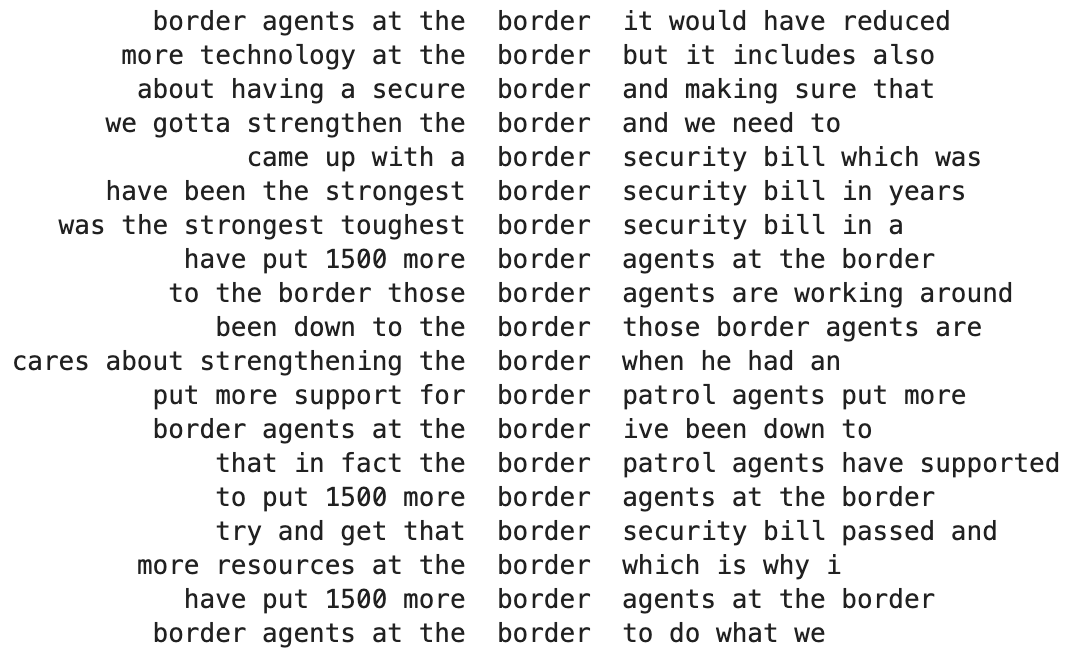 border agents at the border it would have reduced
more technology at the border but it includes also
about having a secure border and making sure that
we gotta strengthen the border and we need to
came up with a border security bill which was
have been the strongest border security bill in years
was the strongest toughest border security bill in a
have put 1500 more border agents at the border
to the border those border agents are working around
been down to the border those border agents are
cares about strengthening the border when he had an
put more support for border patrol agents put more
border agents at the border ive been down to
that in fact the border patrol agents have supported
to put 1500 more border agents at the border
try and get that border security bill passed and
more resources at the border which is why i
have put 1500 more border agents at the border
border agents at the border to do what we